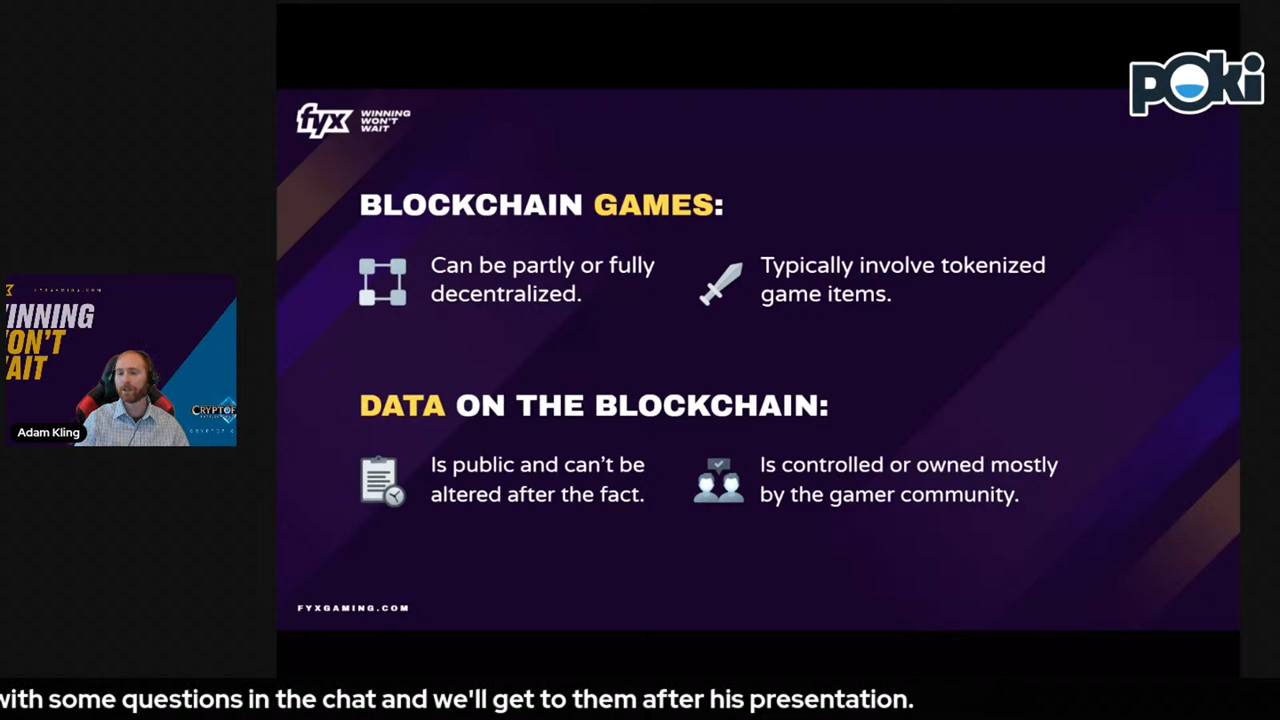 poki
fyx WINNING
WON'T
WAIT
BLOCKCHAIN GAMES:
Can be partly or fully
decentralized.
Typically involve tokenized
game items.
DATA ON THE BLOCKCHAIN:
Is public and can't be
altered after the fact.
Is controlled or owned mostly
by the gamer community.
FYXGAMING.COM
INNING
ON'T
AIT
CRYPTOF
Adam Kling
with some questions in the chat and we'll get to them after his presentation.